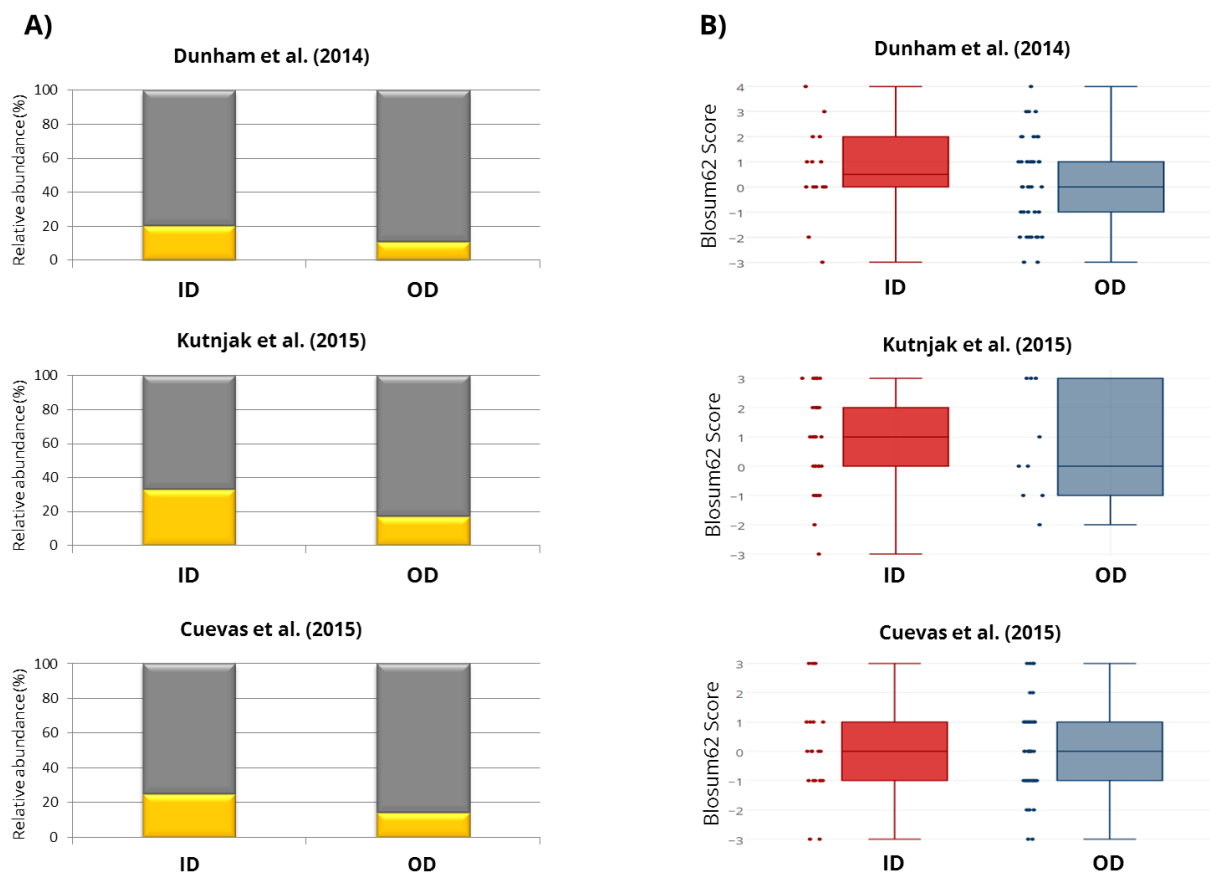 A)
Dunham et al. (2014)
Relative abundance (%)
100
80
60
40
20
0
ID
OD
Kutnjak et al. (2015)
Relative abundance (%)
100
80
60
40
20
0
ID
OD
Cuevas et al. (2015)
Relative abundance (%)
100
80
60
40
20
0
ID
OD
B)
Dunham et al. (2014)
Blosum62 Score
4
3
2
1
0
−1
−2
−3
ID
OD
Kutnjak et al. (2015)
Blosum62 Score
3
2
1
0
−1
−2
−3
ID
OD
Cuevas et al. (2015)
Blosum62 Score
3
2
1
0
−1
−2
−3
ID
OD